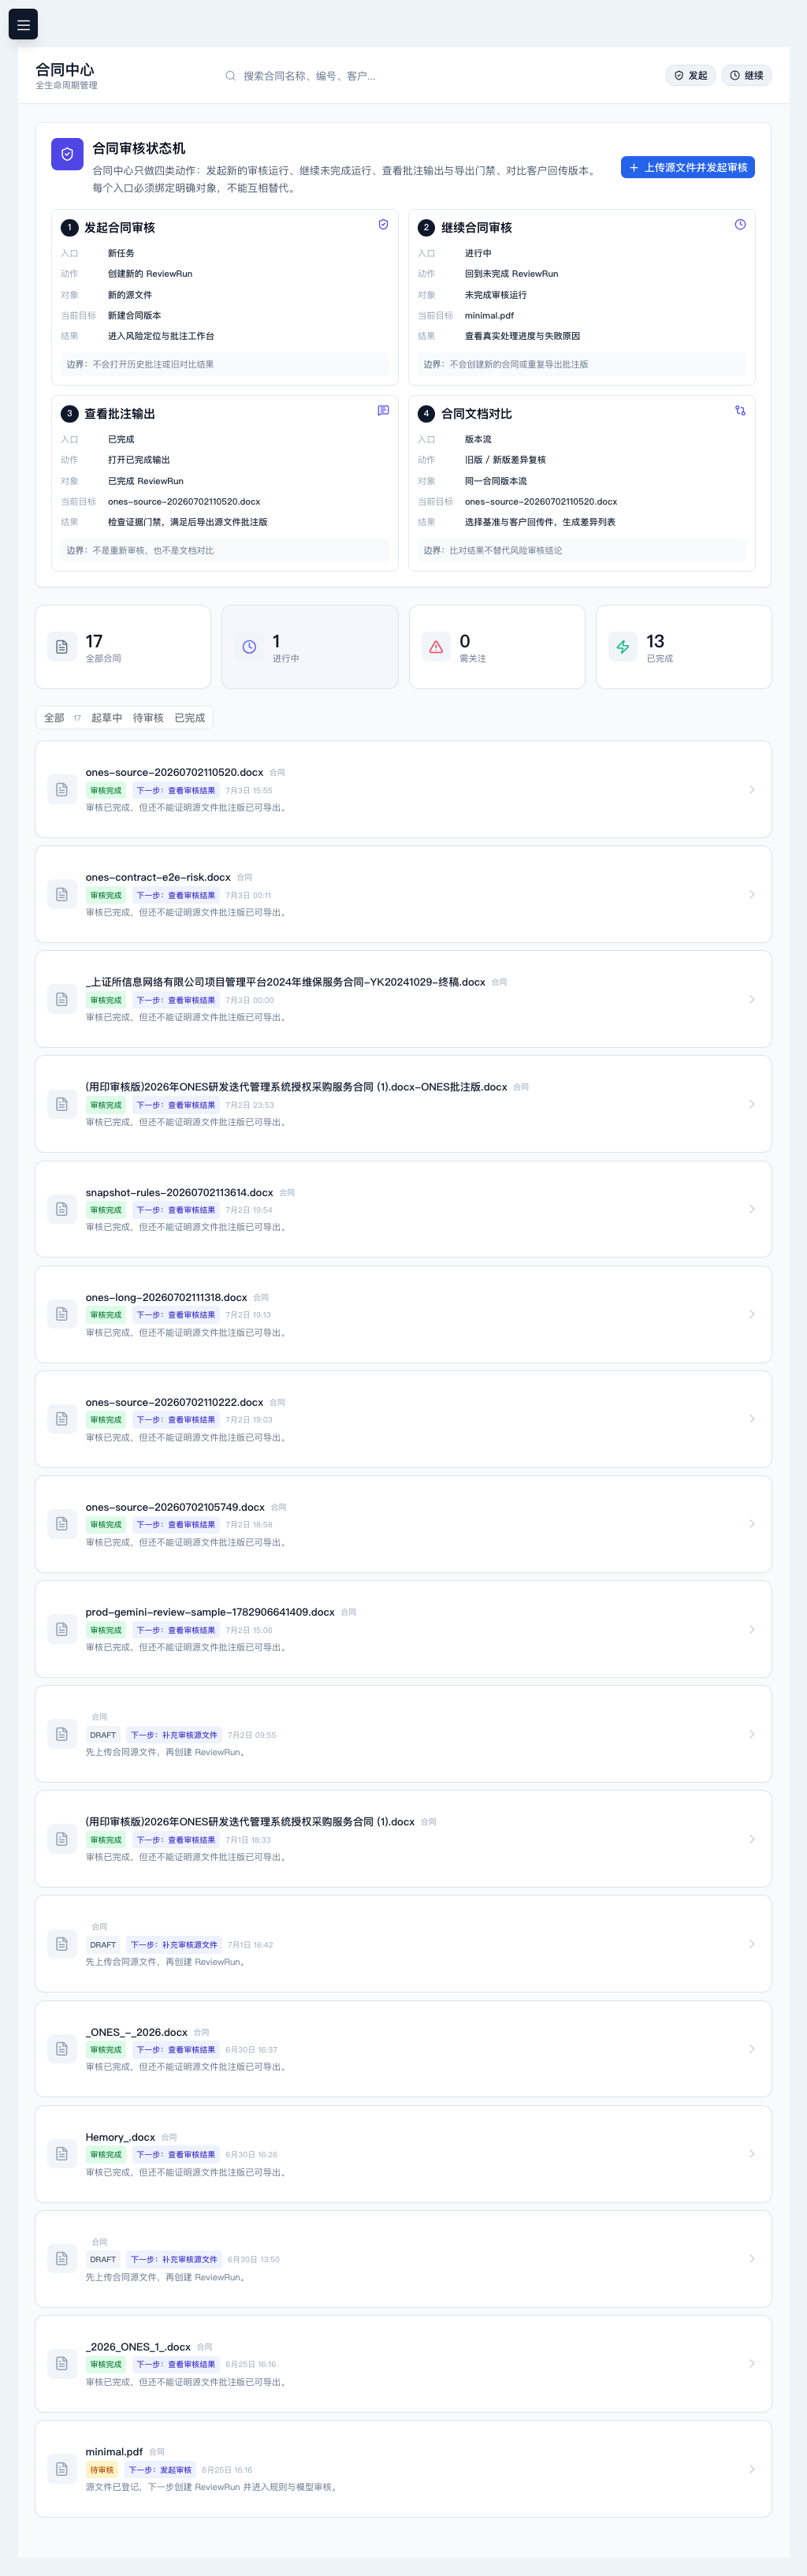 合同中心
全生命周期管理
搜索合同名称、编号、客户...
发起
继续
合同审核状态机
合同中心只做四类动作：发起新的审核运行、继续未完成运行、查看批注输出与导出门禁、对比客户回传版本。
每个入口必须绑定明确对象，不能互相替代。
上传源文件并发起审核
1 发起合同审核
入口 新任务
动作 创建新的 ReviewRun
对象 新的源文件
当前目标 新建合同版本
结果 进入风险定位与批注工作台
边界：不会打开历史批注或旧对比结果
2 继续合同审核
入口 进行中
动作 回到未完成 ReviewRun
对象 未完成审核运行
当前目标 minimal.pdf
结果 查看真实处理进度与失败原因
边界：不会创建新的合同或重复导出批注版
3 查看批注输出
入口 已完成
动作 打开已完成输出
对象 已完成 ReviewRun
当前目标 ones-source-20260702110520.docx
结果 检查证据门禁，满足后导出源文件批注版
边界：不是重新审核，也不是文档对比
4 合同文档对比
入口 版本流
动作 旧版 / 新版差异复核
对象 同一合同版本流
当前目标 ones-source-20260702110520.docx
结果 选择基准与客户回传件，生成差异列表
边界：比对结果不替代风险审核结论
17
全部合同
1
进行中
0
需关注
13
已完成
全部 17 起草中 待审核 已完成
ones-source-20260702110520.docx 合同
审核完成 下一步：查看审核结果 7月3日 15:55
审核已完成，但还不能证明源文件批注版已可导出。
ones-contract-e2e-risk.docx 合同
审核完成 下一步：查看审核结果 7月3日 00:11
审核已完成，但还不能证明源文件批注版已可导出。
_上证所信息网络有限公司项目管理平台2024年维保服务合同-YK20241029-终稿.docx 合同
审核完成 下一步：查看审核结果 7月3日 00:00
审核已完成，但还不能证明源文件批注版已可导出。
(用印审核版)2026年ONES研发迭代管理系统授权采购服务合同 (1).docx-ONES批注版.docx 合同
审核完成 下一步：查看审核结果 7月2日 23:53
审核已完成，但还不能证明源文件批注版已可导出。
snapshot-rules-20260702113614.docx 合同
审核完成 下一步：查看审核结果 7月2日 19:54
审核已完成，但还不能证明源文件批注版已可导出。
ones-long-20260702111318.docx 合同
审核完成 下一步：查看审核结果 7月2日 19:13
审核已完成，但还不能证明源文件批注版已可导出。
ones-source-20260702110222.docx 合同
审核完成 下一步：查看审核结果 7月2日 19:03
审核已完成，但还不能证明源文件批注版已可导出。
ones-source-20260702105749.docx 合同
审核完成 下一步：查看审核结果 7月2日 18:58
审核已完成，但还不能证明源文件批注版已可导出。
prod-gemini-review-sample-1782906641409.docx 合同
审核完成 下一步：查看审核结果 7月2日 15:06
审核已完成，但还不能证明源文件批注版已可导出。
合同
DRAFT 下一步：补充审核源文件 7月2日 09:55
先上传合同源文件，再创建 ReviewRun。
(用印审核版)2026年ONES研发迭代管理系统授权采购服务合同 (1).docx 合同
审核完成 下一步：查看审核结果 7月1日 18:33
审核已完成，但还不能证明源文件批注版已可导出。
合同
DRAFT 下一步：补充审核源文件 7月1日 16:42
先上传合同源文件，再创建 ReviewRun。
_ONES_-_2026.docx 合同
审核完成 下一步：查看审核结果 6月30日 16:37
审核已完成，但还不能证明源文件批注版已可导出。
Hemory_.docx 合同
审核完成 下一步：查看审核结果 6月30日 16:26
审核已完成，但还不能证明源文件批注版已可导出。
合同
DRAFT 下一步：补充审核源文件 6月30日 13:50
先上传合同源文件，再创建 ReviewRun。
_2026_ONES_1_.docx 合同
审核完成 下一步：查看审核结果 6月25日 16:16
审核已完成，但还不能证明源文件批注版已可导出。
minimal.pdf 合同
待审核 下一步：发起审核 6月25日 16:16
源文件已登记，下一步创建 ReviewRun 并进入规则与模型审核。